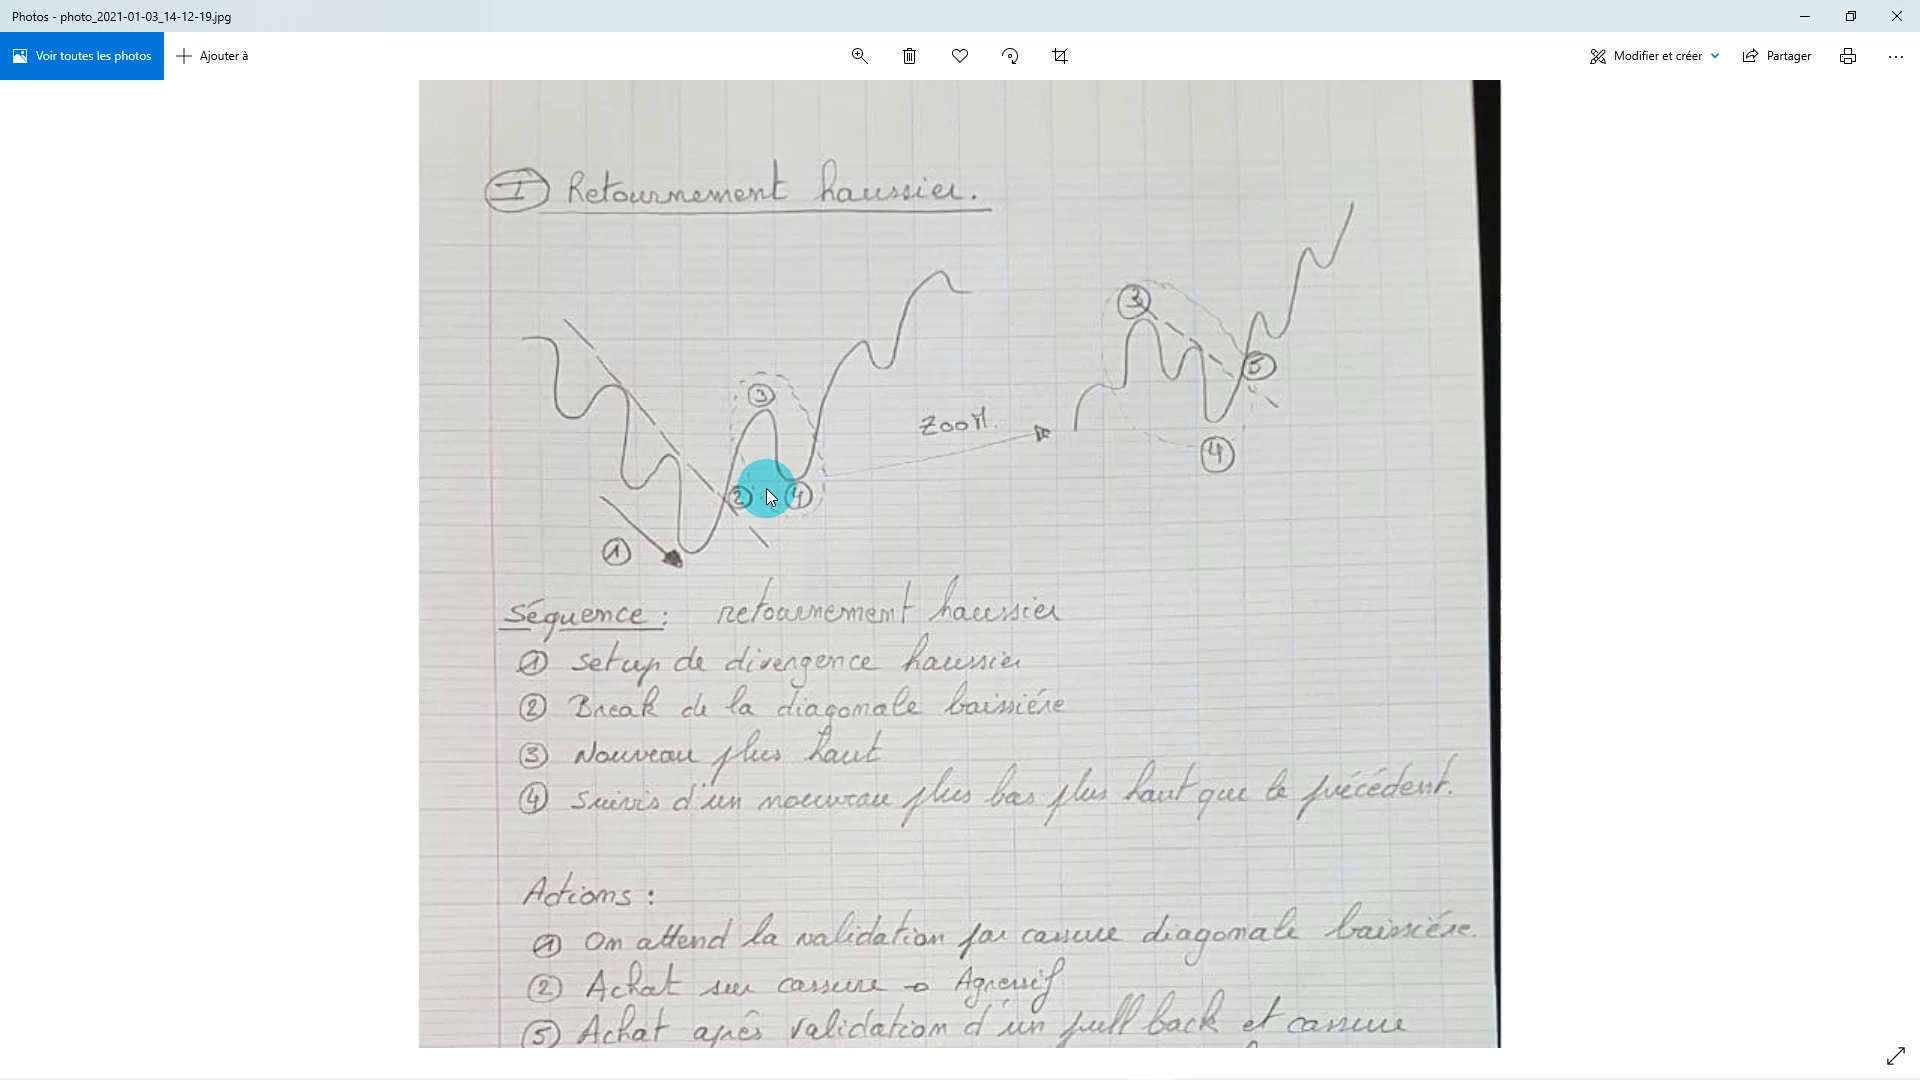 Photos - photo_2021-01-03_14-12-19.jpg
Voir toutes les photos
Ajouter à
Modifier et créer
Partager
I Retournement haussier.
3
3
5
ZOOM.
4
2
4
1
Séquence : retournement haussier
1 Setup de divergence haussier
2 Break de la diagonale baissiére
3 Nouveau plus haut
4 Suivis d'un nouveau plus bas plus haut que le précédent.
Actions :
1 On attend la validation par cassure diagonale baissiére.
2 Achat sur cassure → Agressif
5 Achat après validation d'un pull back et cassure